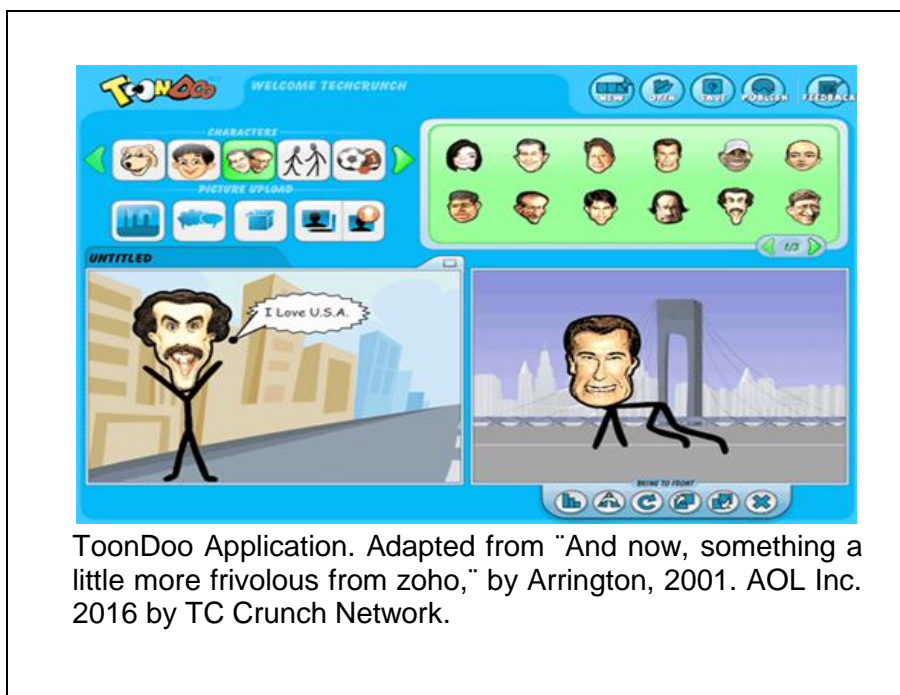 TOONDOO
WELCOME TECHCRUNCH
NEW OPEN SAVE PUBLISH FEEDBACK
CHARACTERS
PICTURE UPLOAD
1/3
UNTITLED
I Love U.S.A.
BRING TO FRONT
ToonDoo Application. Adapted from ¨And now, something a
little more frivolous from zoho,¨ by Arrington, 2001. AOL Inc.
2016 by TC Crunch Network.